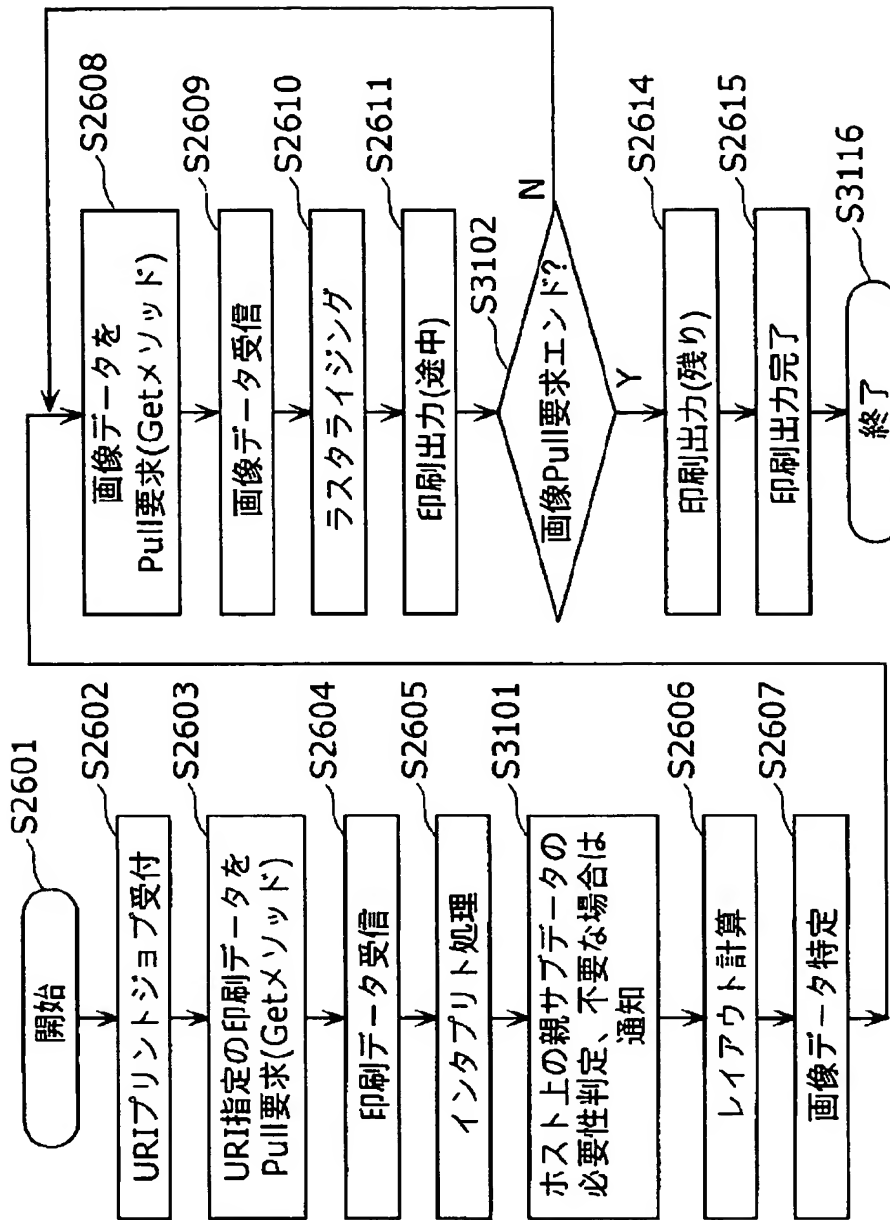 開始
S2601
URIプリントジョブ受付
S2602
URI指定の印刷データを
Pull要求(Getメソッド)
S2603
印刷データ受信
S2604
インタプリト処理
S2605
ホスト上の親サブデータの
必要性判定、不要な場合は
通知
S3101
レイアウト計算
S2606
画像データ特定
S2607
画像データを
Pull要求(Getメソッド)
S2608
画像データ受信
S2609
ラスタライジング
S2610
印刷出力(途中)
S2611
画像Pull要求エンド?
S3102
N
Y
印刷出力(残り)
S2614
印刷出力完了
S2615
終了
S3116